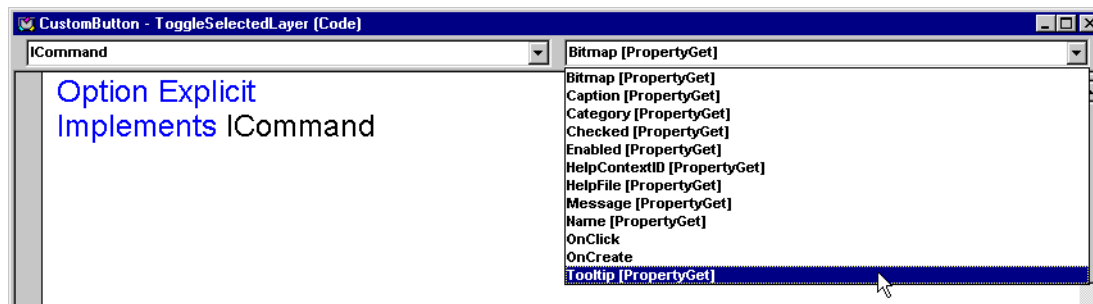 CustomButton - ToggleSelectedLayer (Code)
ICommand
Bitmap [PropertyGet]
Option Explicit
Implements ICommand
Bitmap [PropertyGet]
Caption [PropertyGet]
Category [PropertyGet]
Checked [PropertyGet]
Enabled [PropertyGet]
HelpContextID [PropertyGet]
HelpFile [PropertyGet]
Message [PropertyGet]
Name [PropertyGet]
OnClick
OnCreate
Tooltip [PropertyGet]